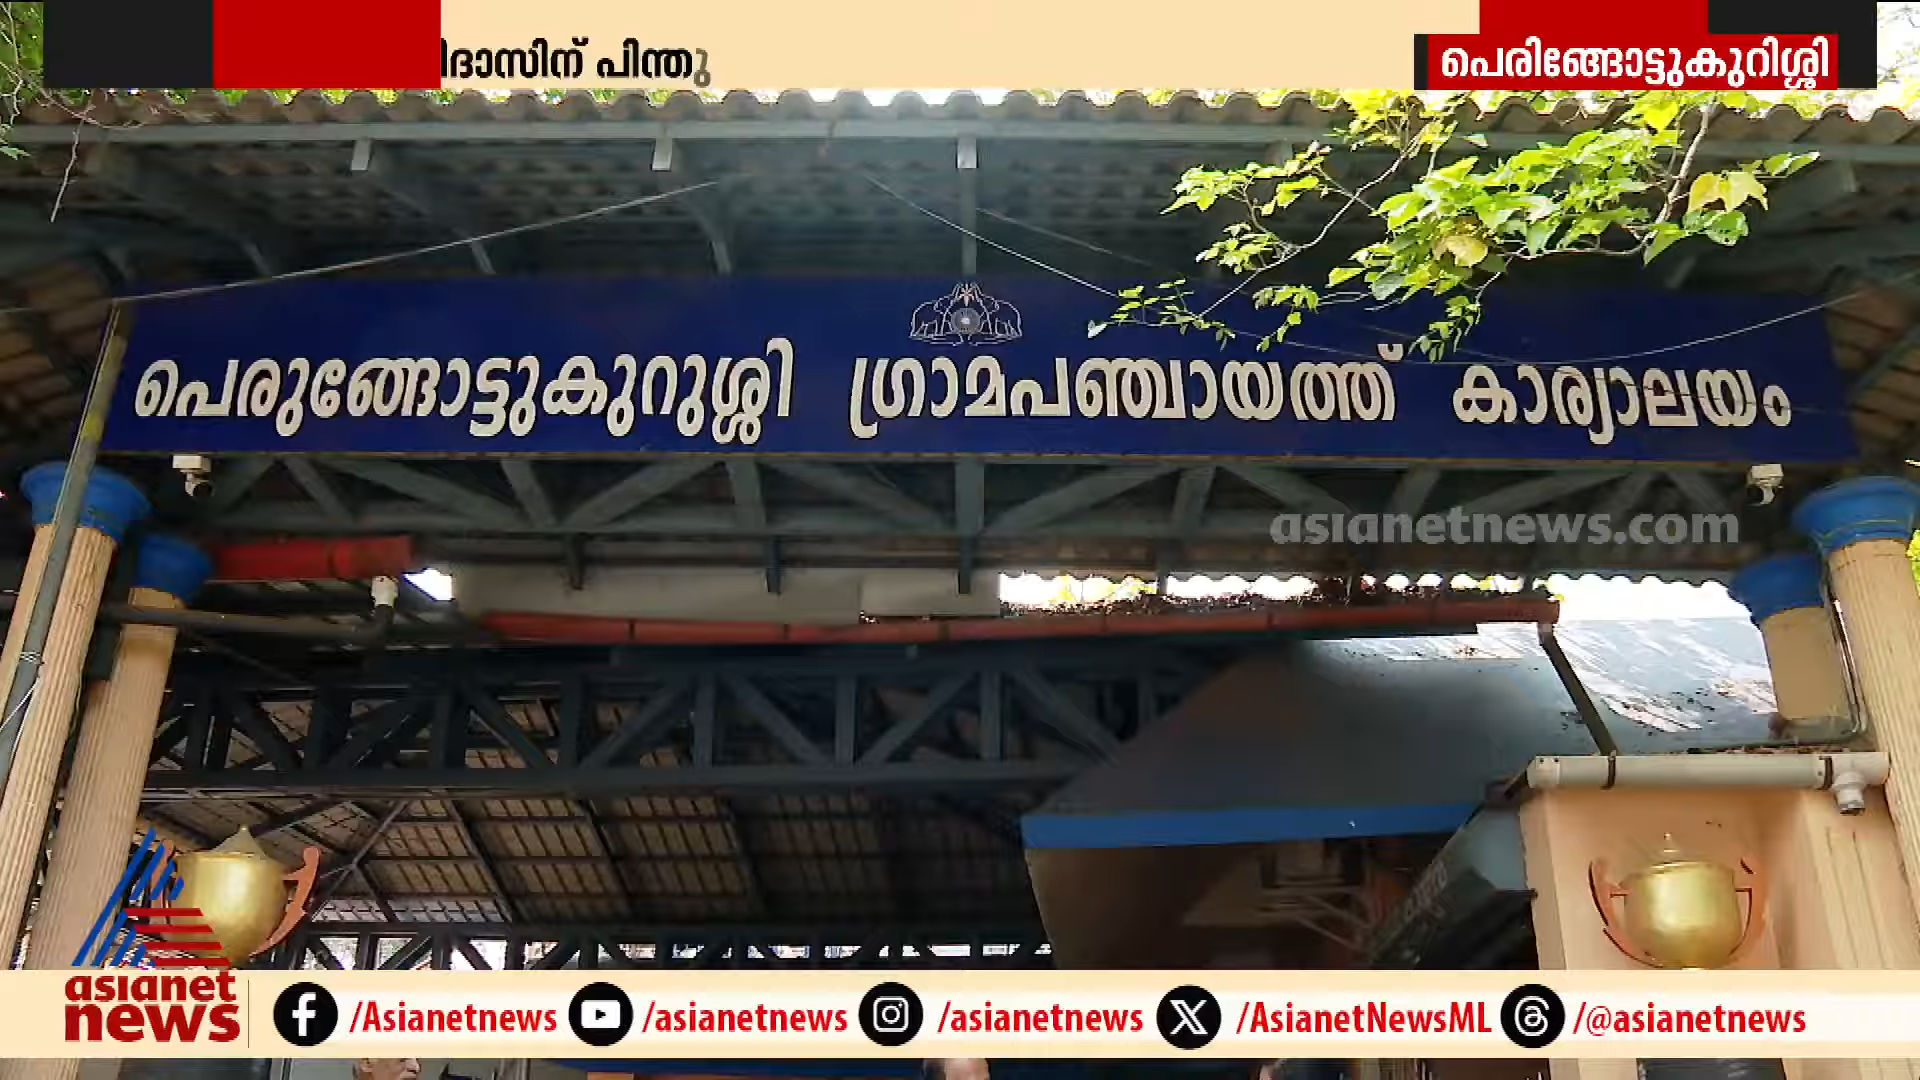 ിദാസിന് പിന്തു
പെരിങ്ങോട്ടുകുറിശ്ശി
പെരുങ്ങോട്ടുകുറുശ്ശി ഗ്രാമപഞ്ചായത്ത് കാര്യാലയം
asianetnews.com
asianet
news
/Asianetnews /asianetnews /asianetnews /AsianetNewsML /@asianetnews